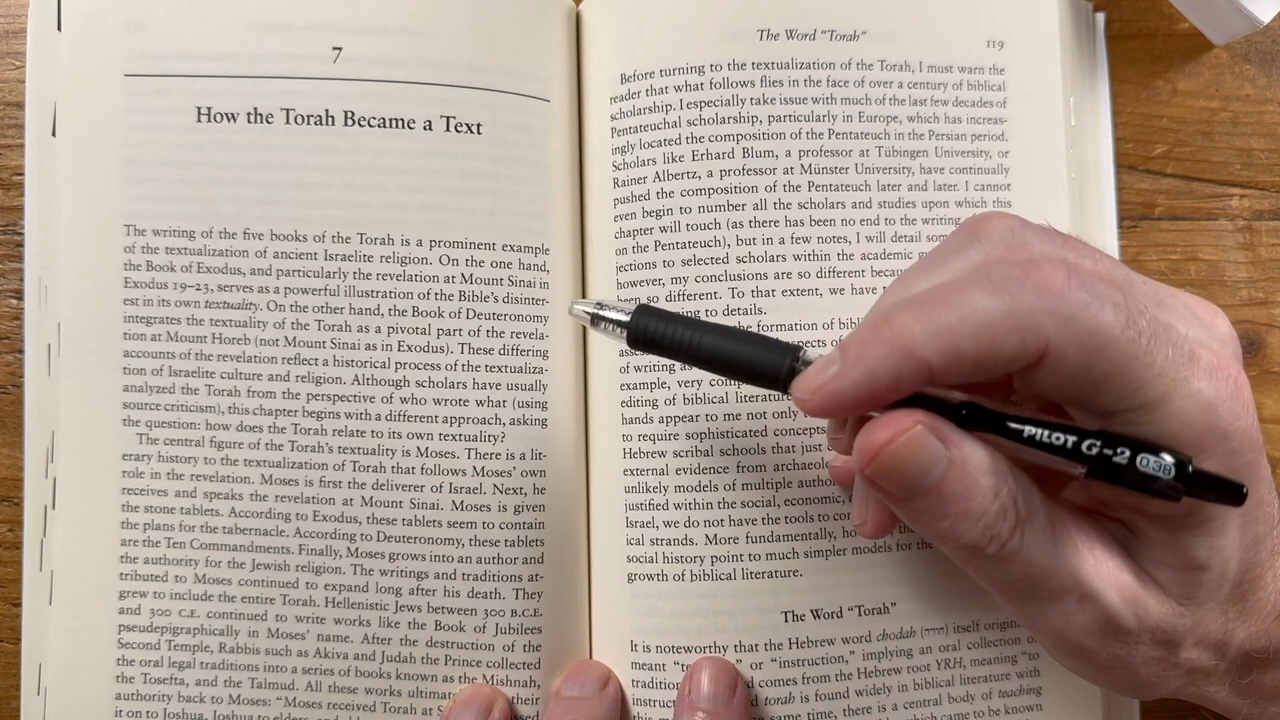 7
How the Torah Became a Text
The writing of the five books of the Torah is a prominent example
of the textualization of ancient Israelite religion. On the one hand,
the Book of Exodus, and particularly the revelation at Mount Sinai in
Exodus 19–23, serves as a powerful illustration of the Bible's disinter-
est in its own textuality. On the other hand, the Book of Deuteronomy
integrates the textuality of the Torah as a pivotal part of the revela-
tion at Mount Horeb (not Mount Sinai as in Exodus). These differing
accounts of the revelation reflect a historical process of the textualiza-
tion of Israelite culture and religion. Although scholars have usually
analyzed the Torah from the perspective of who wrote what (using
source criticism), this chapter begins with a different approach, asking
the question: how does the Torah relate to its own textuality?
The central figure of the Torah's textuality is Moses. There is a lit-
erary history to the textualization of Torah that follows Moses' own
role in the revelation. Moses is first the deliverer of Israel. Next, he
receives and speaks the revelation at Mount Sinai. Moses is given
the stone tablets. According to Exodus, these tablets seem to contain
the plans for the tabernacle. According to Deuteronomy, these tablets
are the Ten Commandments. Finally, Moses grows into an author and
the authority for the Jewish religion. The writings and traditions at-
tributed to Moses continued to expand long after his death. They
grew to include the entire Torah. Hellenistic Jews between 300 B.C.E.
and 300 C.E. continued to write works like the Book of Jubilees
pseudepigraphically in Moses' name. After the destruction of the
Second Temple, Rabbis such as Akiva and Judah the Prince collected
the oral legal traditions into a series of books known as the Mishnah,
the Tosefta, and the Talmud. All these works their
authority back to Moses: "Moses received Torah at
it on to Joshua, Joshua to elders,
The Word "Torah"
119
Before turning to the textualization of the Torah, I must warn the
reader that what follows flies in the face of over a century of biblical
scholarship. I especially take issue with much of the last few decades of
Pentateuchal scholarship, particularly in Europe, which has increas-
ingly located the composition of the Pentateuch in the Persian period.
Scholars like Erhard Blum, a professor at Tübingen University, or
Rainer Albertz, a professor at Münster University, have continually
pushed the composition of the Pentateuch later and later. I cannot
even begin to number all the scholars and studies upon which this
chapter will touch (as there has been no end to the writing
on the Pentateuch), but in a few notes, I will detail
jections to selected scholars within the academic
however, my conclusions are so different
been so different. To that extent, we have
to details.
the formation of
of writing
example, very
editing of biblical literature
hands appear to me not only
to require sophisticated concepts
Hebrew scribal schools that just
external evidence from
unlikely models of multiple
justified within the social, economic,
Israel, we do not have the tools to
ical strands. More fundamentally,
social history point to much simpler models for the
growth of biblical literature.
The Word "Torah"
It is noteworthy that the Hebrew word chodah (תורה) itself
meant or "instruction," implying an oral collection
comes from the Hebrew root YRH, meaning "to
torah is found widely in biblical literature with
same time, there is a central body of teaching
which came to be known
PILOT G-2 0.38